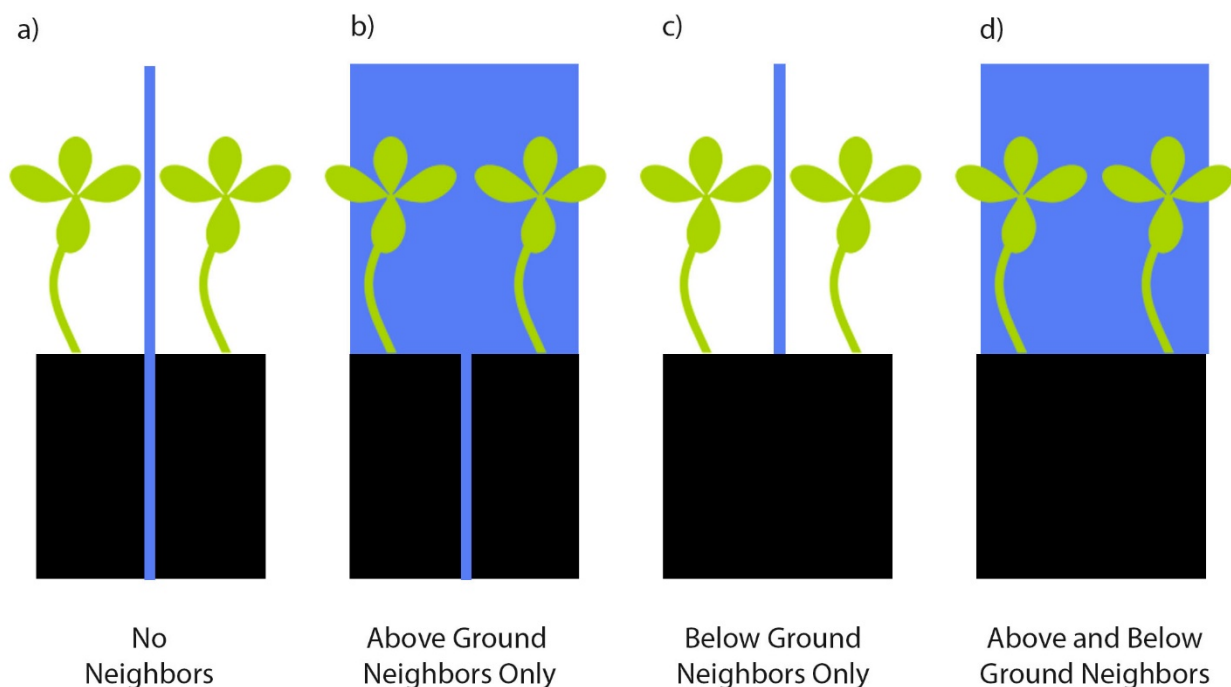 a)
b)
c)
d)
No
Neighbors
Above Ground
Neighbors Only
Below Ground
Neighbors Only
Above and Below
Ground Neighbors